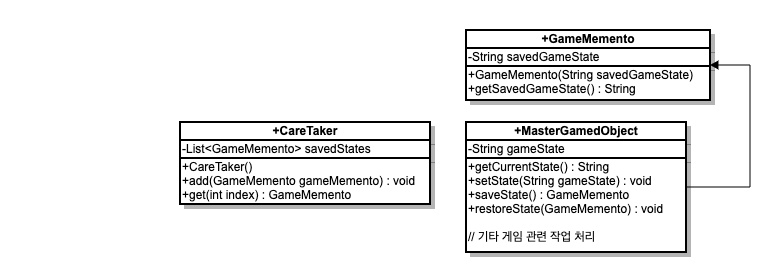 +GameMemento
-String savedGameState
+GameMemento(String savedGameState)
+getSavedGameState() : String
+CareTaker
-List<GameMemento> savedStates
+CareTaker()
+add(GameMemento gameMemento) : void
+get(int index) : GameMemento
+MasterGamedObject
-String gameState
+getCurrentState() : String
+setState(String gameState) : void
+saveState() : GameMemento
+restoreState(GameMemento) : void
// 기타 게임 관련 작업 처리